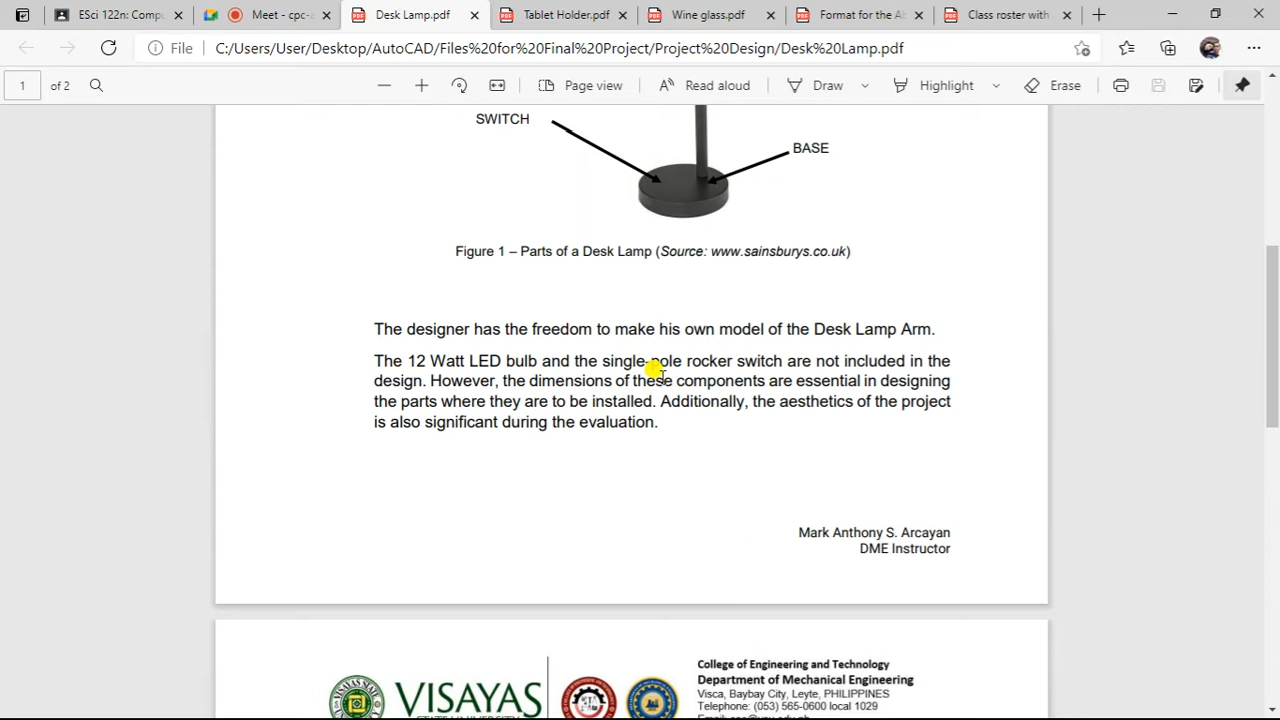 ESci 122n: Compu
Meet - cpc-a
Desk Lamp.pdf
Tablet Holder.pdf
Wine glass.pdf
Format for the Ab
Class roster with
File
C:/Users/User/Desktop/AutoCAD/Files%20for%20Final%20Project/Project%20Design/Desk%20Lamp.pdf
1 of 2
Page view
Read aloud
Draw
Highlight
Erase
SWITCH
BASE
Figure 1 – Parts of a Desk Lamp (Source: www.sainsburys.co.uk)
The designer has the freedom to make his own model of the Desk Lamp Arm.
The 12 Watt LED bulb and the single-pole rocker switch are not included in the
design. However, the dimensions of these components are essential in designing
the parts where they are to be installed. Additionally, the aesthetics of the project
is also significant during the evaluation.
Mark Anthony S. Arcayan
DME Instructor
VISAYAS
College of Engineering and Technology
Department of Mechanical Engineering
Visca, Baybay City, Leyte, PHILIPPINES
Telephone: (053) 565-0600 local 1029